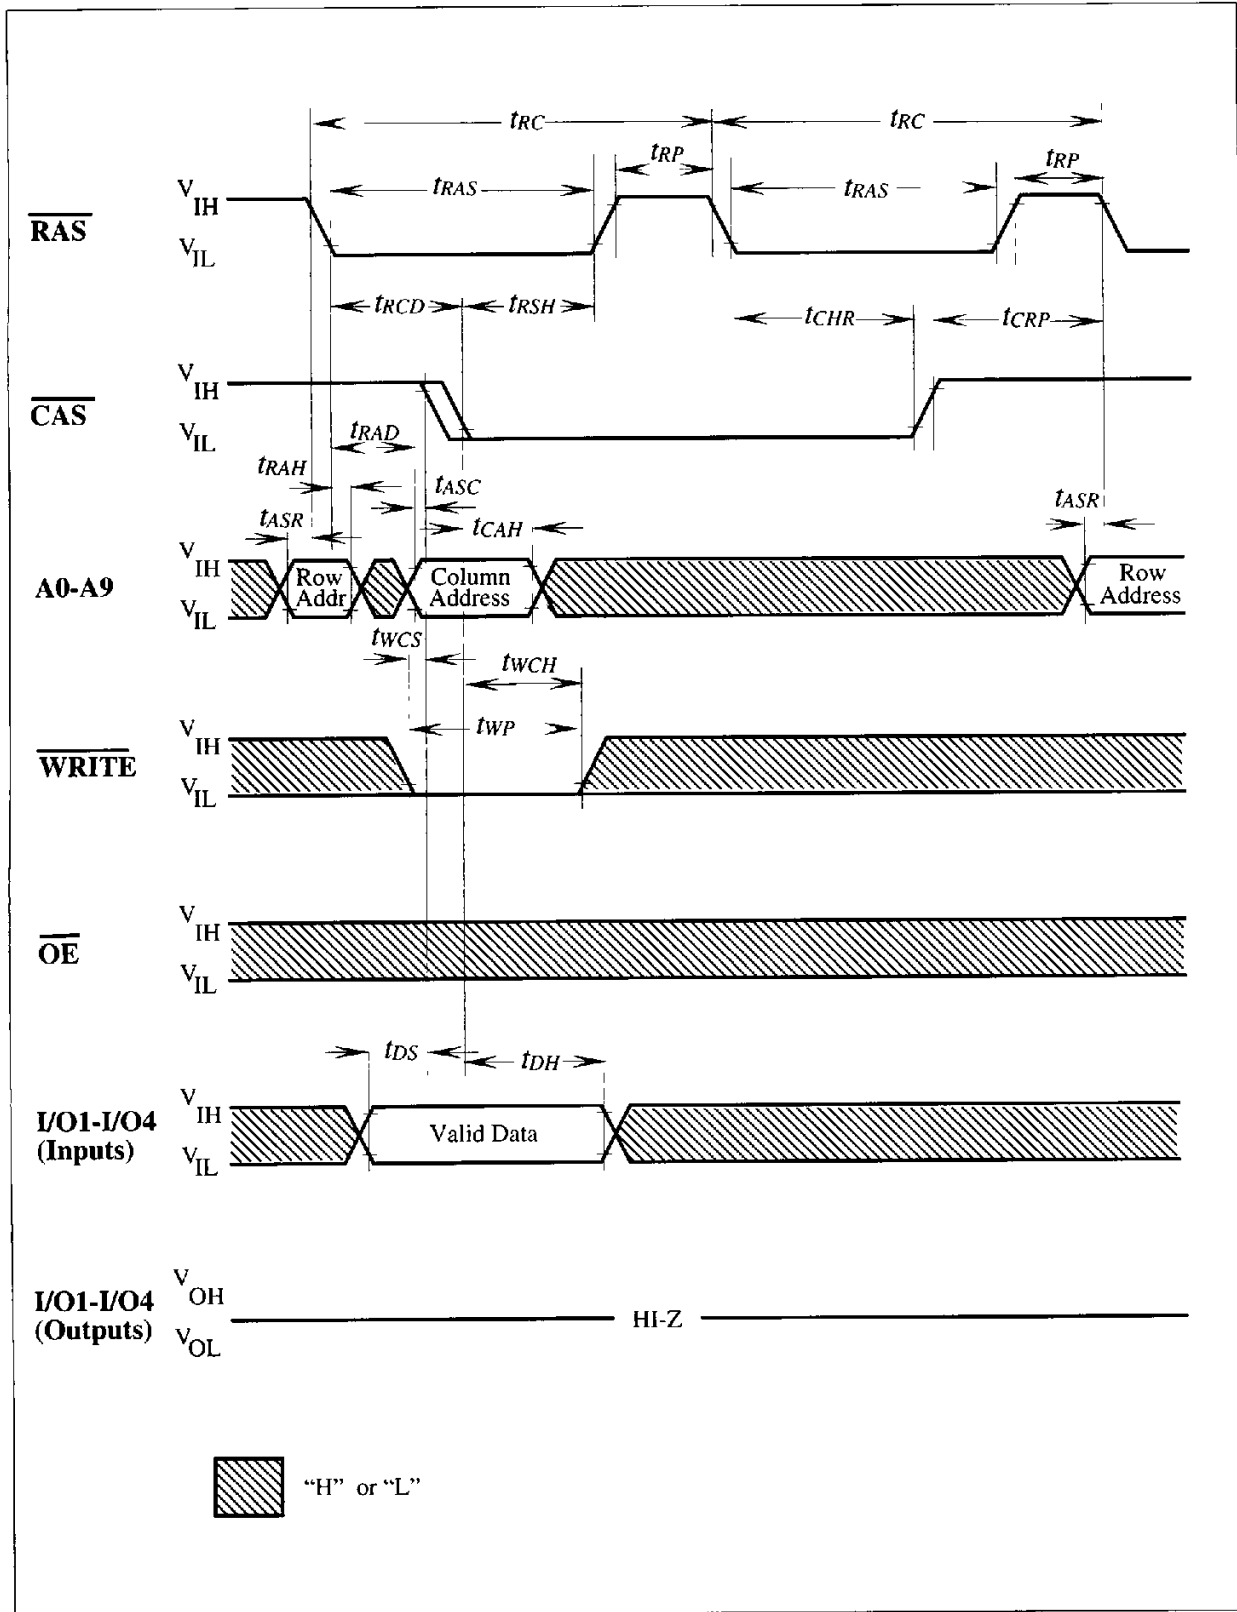 tRC tRC
tRP tRP
tRAS tRAS
VIH
RAS
VIL
tRCD tRSH tCHR tCRP
VIH
CAS
VIL
tRAD
tRAH
tASC
tASR tCAH tASR
VIH
A0-A9 Row Addr Column Address Row Address
VIL
tWCS
tWCH
tWP
VIH
WRITE
VIL
VIH
OE
VIL
tDS tDH
VIH
I/O1-I/O4
(Inputs)
Valid Data
VIL
VOH
I/O1-I/O4
(Outputs)
HI-Z
VOL
“H” or “L”